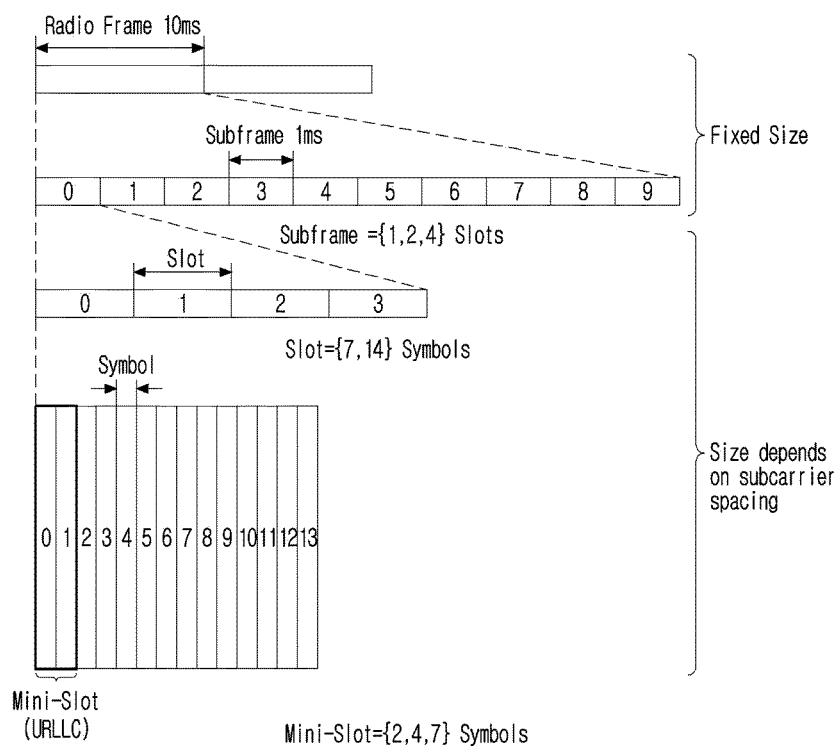 Radio Frame 10ms
Fixed Size
Subframe 1ms
0 1 2 3 4 5 6 7 8 9
Subframe ={1,2,4} Slots
Slot
0 1 2 3
Slot={7,14} Symbols
Symbol
Size depends
on subcarrier
spacing
0 1 2 3 4 5 6 7 8 9 10 11 12 13
Mini-Slot
(URLLC)
Mini-Slot={2,4,7} Symbols